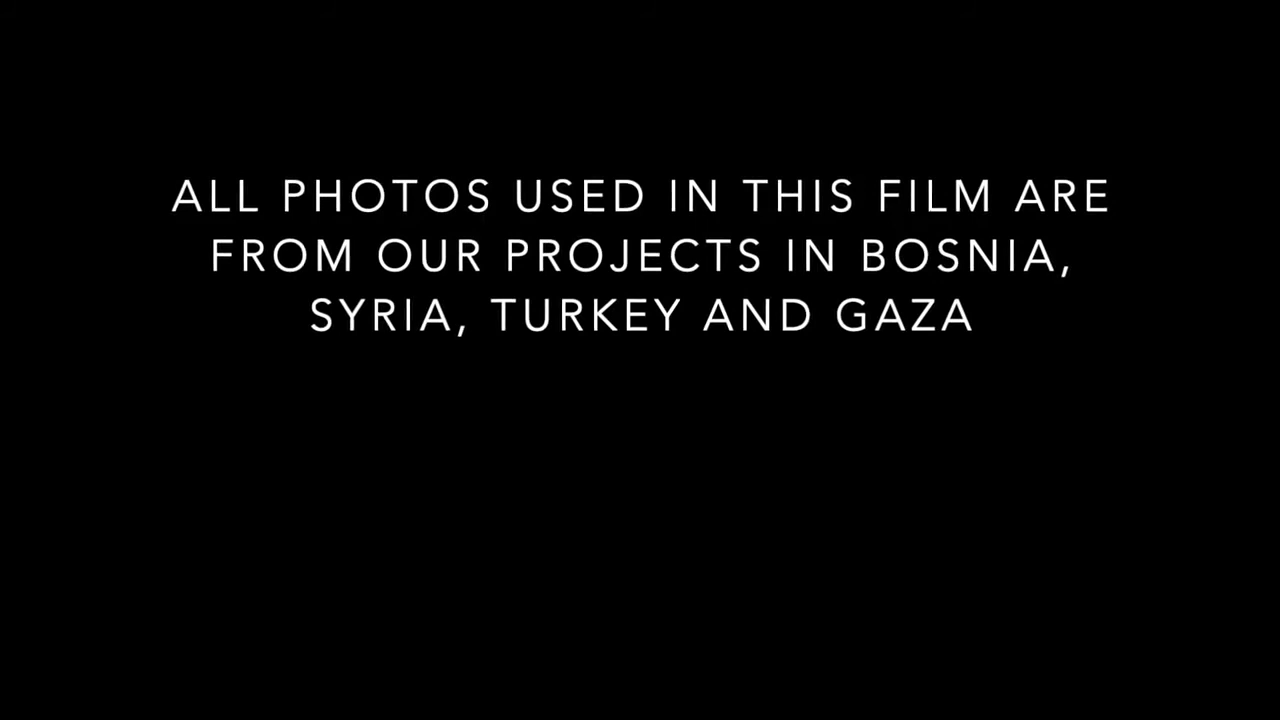 ALL PHOTOS USED IN THIS FILM ARE
FROM OUR PROJECTS IN BOSNIA,
SYRIA, TURKEY AND GAZA